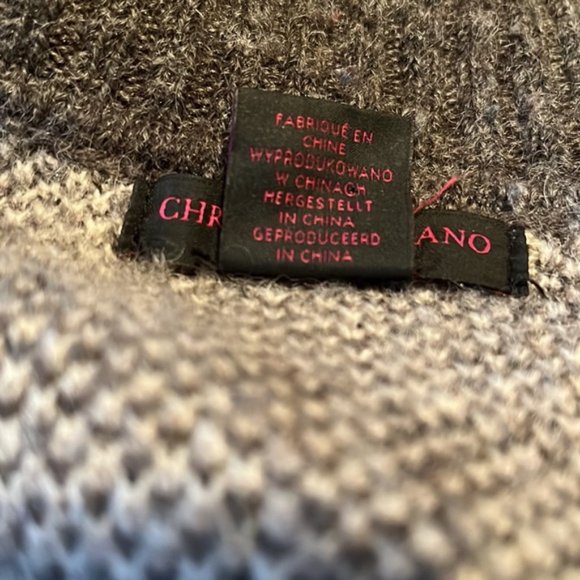 FABRIQUÉ EN
CHINE
WYPRODUKOWANO
W CHINACH
HERGESTELLT
IN CHINA
GEPRODUCEERD
IN CHINA
CHR ANO